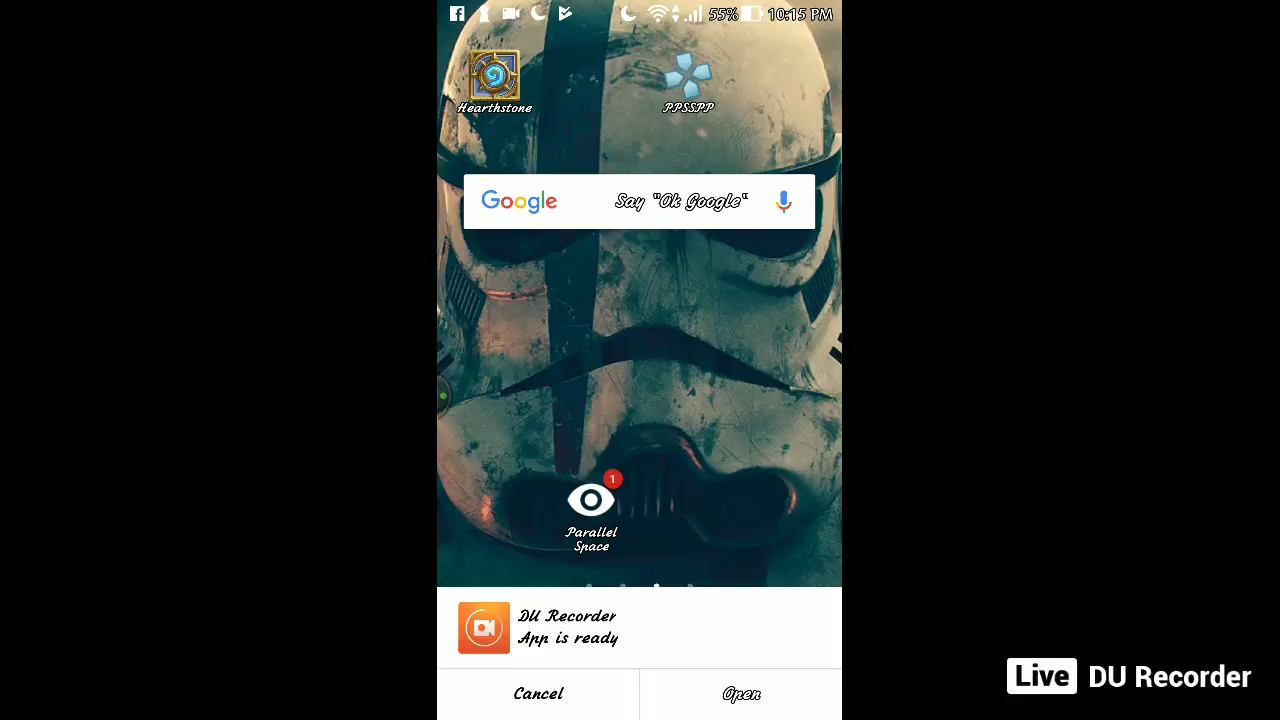 55% 10:15 PM
Hearthstone
PPSSPP
Google Say "Ok Google"
1
Parallel
Space
DU Recorder
App is ready
Cancel Open
Live DU Recorder